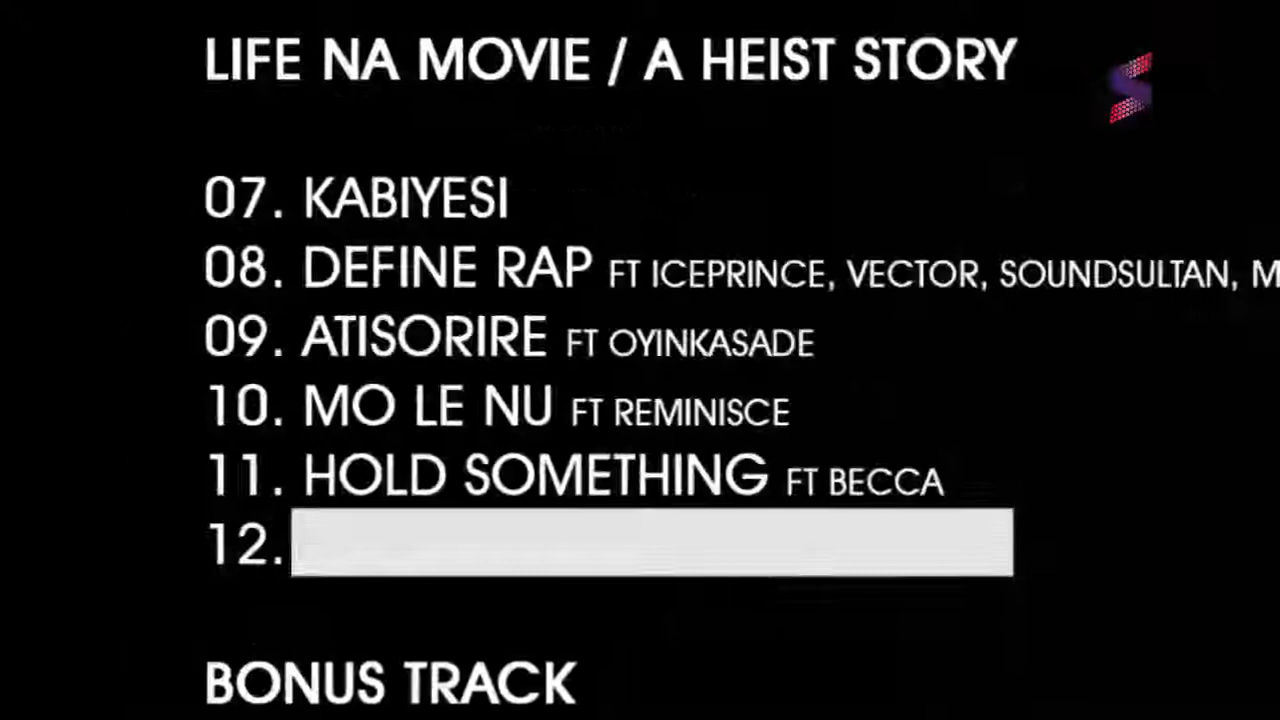 LIFE NA MOVIE / A HEIST STORY
07. KABIYESI
08. DEFINE RAP FT ICEPRINCE, VECTOR, SOUNDSULTAN, M
09. ATISORIRE FT OYINKASADE
10. MO LE NU FT REMINISCE
11. HOLD SOMETHING FT BECCA
12.
BONUS TRACK